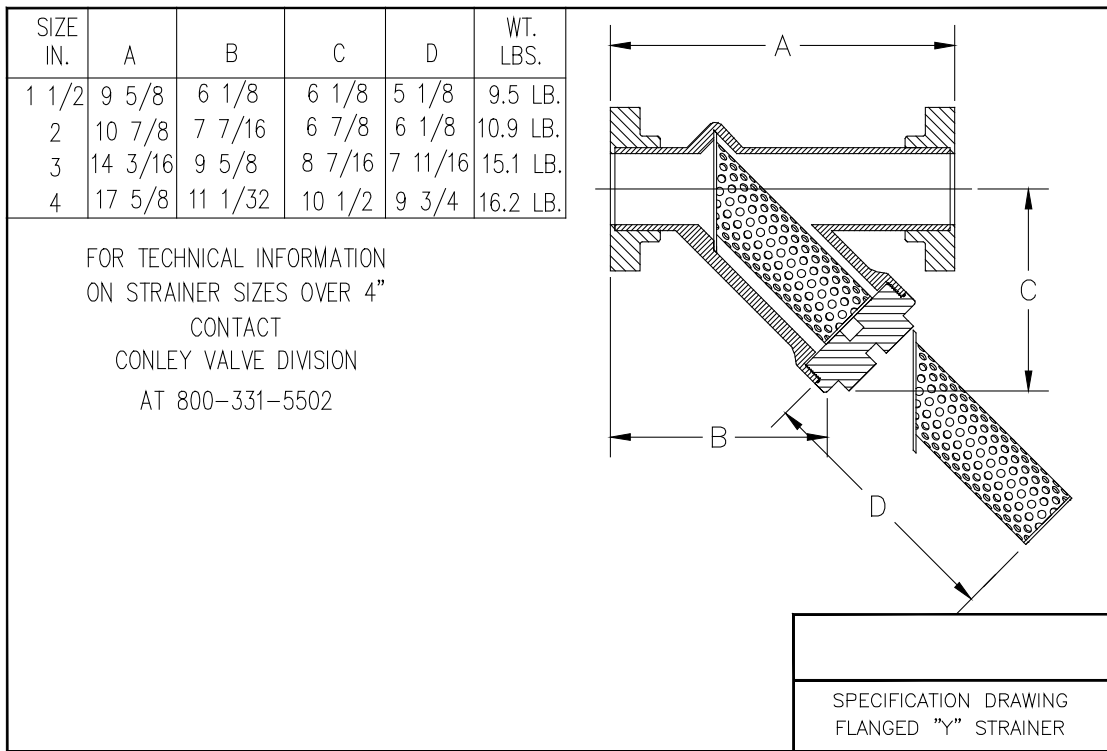 SIZE IN. A B C D WT. LBS.
1 1/2 9 5/8 6 1/8 6 1/8 5 1/8 9.5 LB.
2 10 7/8 7 7/16 6 7/8 6 1/8 10.9 LB.
3 14 3/16 9 5/8 8 7/16 7 11/16 15.1 LB.
4 17 5/8 11 1/32 10 1/2 9 3/4 16.2 LB.
FOR TECHNICAL INFORMATION
ON STRAINER SIZES OVER 4”
CONTACT
CONLEY VALVE DIVISION
AT 800-331-5502
A
C
B
D
SPECIFICATION DRAWING
FLANGED ”Y” STRAINER